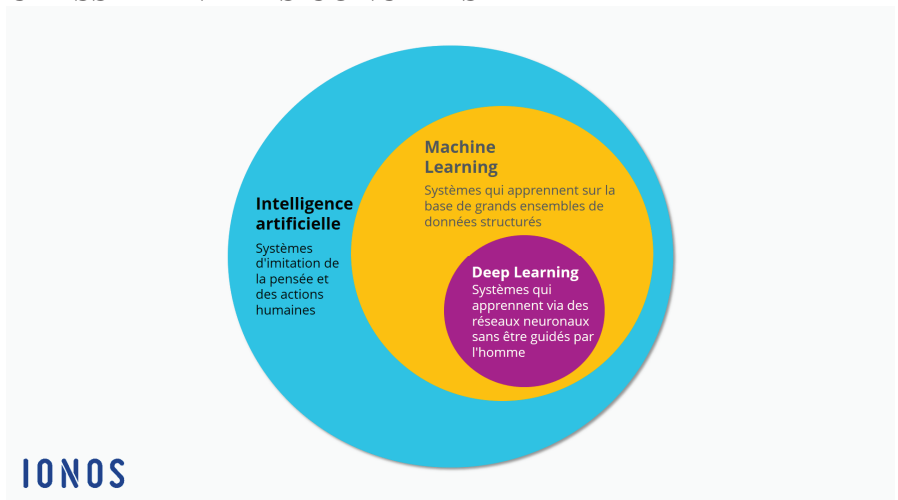 Machine
Learning
Systèmes qui apprennent sur la
base de grands ensembles de
données structurés
Intelligence
artificielle
Systèmes
d'imitation de
la pensée et
des actions
humaines
Deep Learning
Systèmes qui
apprennent via des
réseaux neuronaux
sans être guidés par
l'homme
IONOS